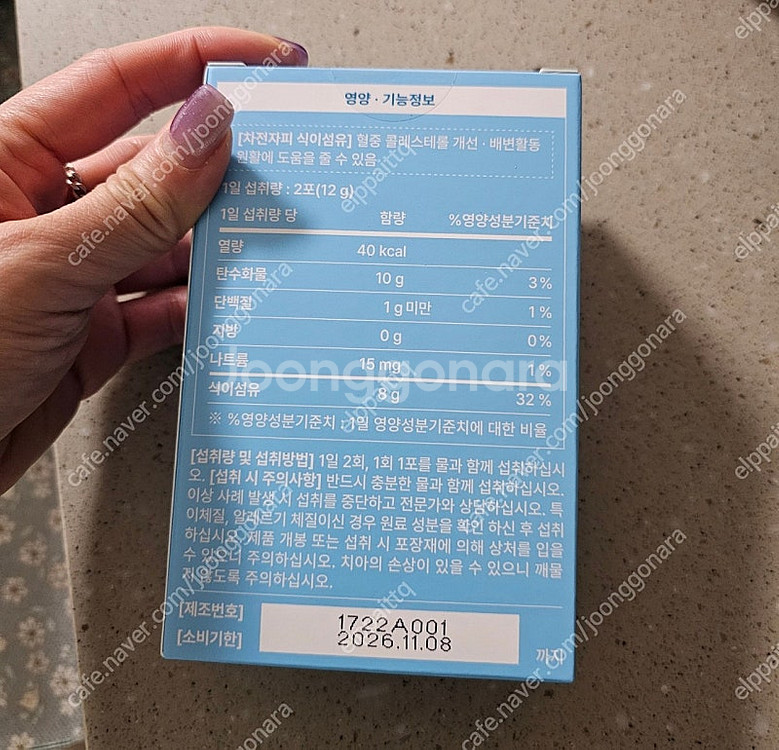 영양 · 기능정보
[차전자피 식이섬유] 혈중 콜레스테롤 개선 · 배변활동
원활에 도움을 줄 수 있음
1일 섭취량 : 2포(12 g)
1일 섭취량 당 함량 %영양성분기준치
열량 40 kcal
탄수화물 10 g 3%
단백질 1 g 미만 1%
지방 0 g 0%
나트륨 15 mg 1%
식이섬유 8 g 32 %
※ %영양성분기준치 : 1일 영양성분기준치에 대한 비율
[섭취량 및 섭취방법] 1일 2회, 1회 1포를 물과 함께 섭취하십시
오. [섭취 시 주의사항] 반드시 충분한 물과 함께 섭취하십시오.
이상 사례 발생 시 섭취를 중단하고 전문가와 상담하십시오. 특
이체질, 알레르기 체질이신 경우 원료 성분을 확인 하신 후 섭취
하십시오. 제품 개봉 또는 섭취 시 포장재에 의해 상처를 입을
수 있으니 주의하십시오. 치아의 손상이 있을 수 있으니 깨물
지 않도록 주의하십시오.
[제조번호] 1722A001
[소비기한] 2026.11.08 까지
joonggonara
cafe.naver.com/joonggonara
elppaittq